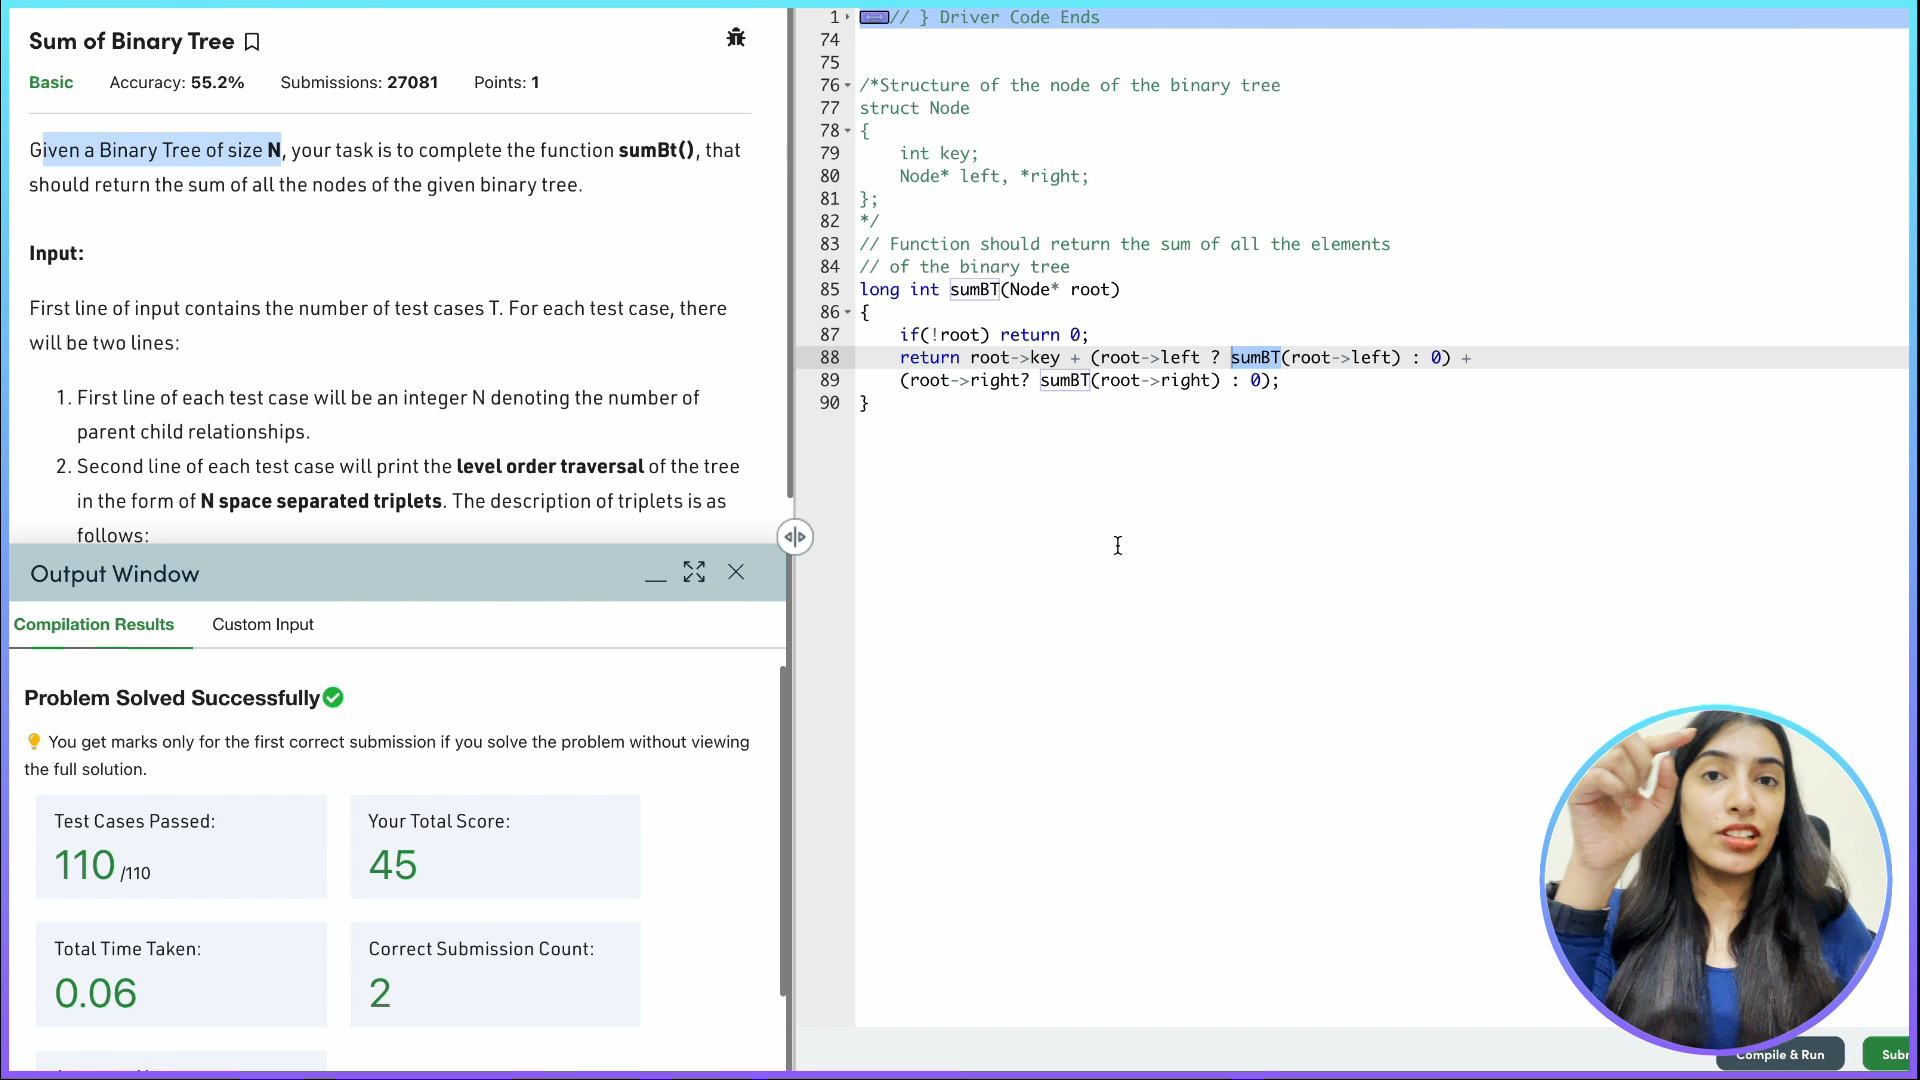 Sum of Binary Tree
Basic Accuracy: 55.2% Submissions: 27081 Points: 1
Given a Binary Tree of size N, your task is to complete the function sumBt(), that
should return the sum of all the nodes of the given binary tree.
Input:
First line of input contains the number of test cases T. For each test case, there
will be two lines:
1. First line of each test case will be an integer N denoting the number of
parent child relationships.
2. Second line of each test case will print the level order traversal of the tree
in the form of N space separated triplets. The description of triplets is as
follows:
Output Window
Compilation Results Custom Input
Problem Solved Successfully
You get marks only for the first correct submission if you solve the problem without viewing
the full solution.
Test Cases Passed:
110 /110
Your Total Score:
45
Total Time Taken:
0.06
Correct Submission Count:
2
1 // } Driver Code Ends
74
75
76 /*Structure of the node of the binary tree
77 struct Node
78 {
79 int key;
80 Node* left, *right;
81 };
82 */
83 // Function should return the sum of all the elements
84 // of the binary tree
85 long int sumBT(Node* root)
86 {
87 if(!root) return 0;
88 return root->key + (root->left ? sumBT(root->left) : 0) +
89 (root->right? sumBT(root->right) : 0);
90 }
Compile & Run